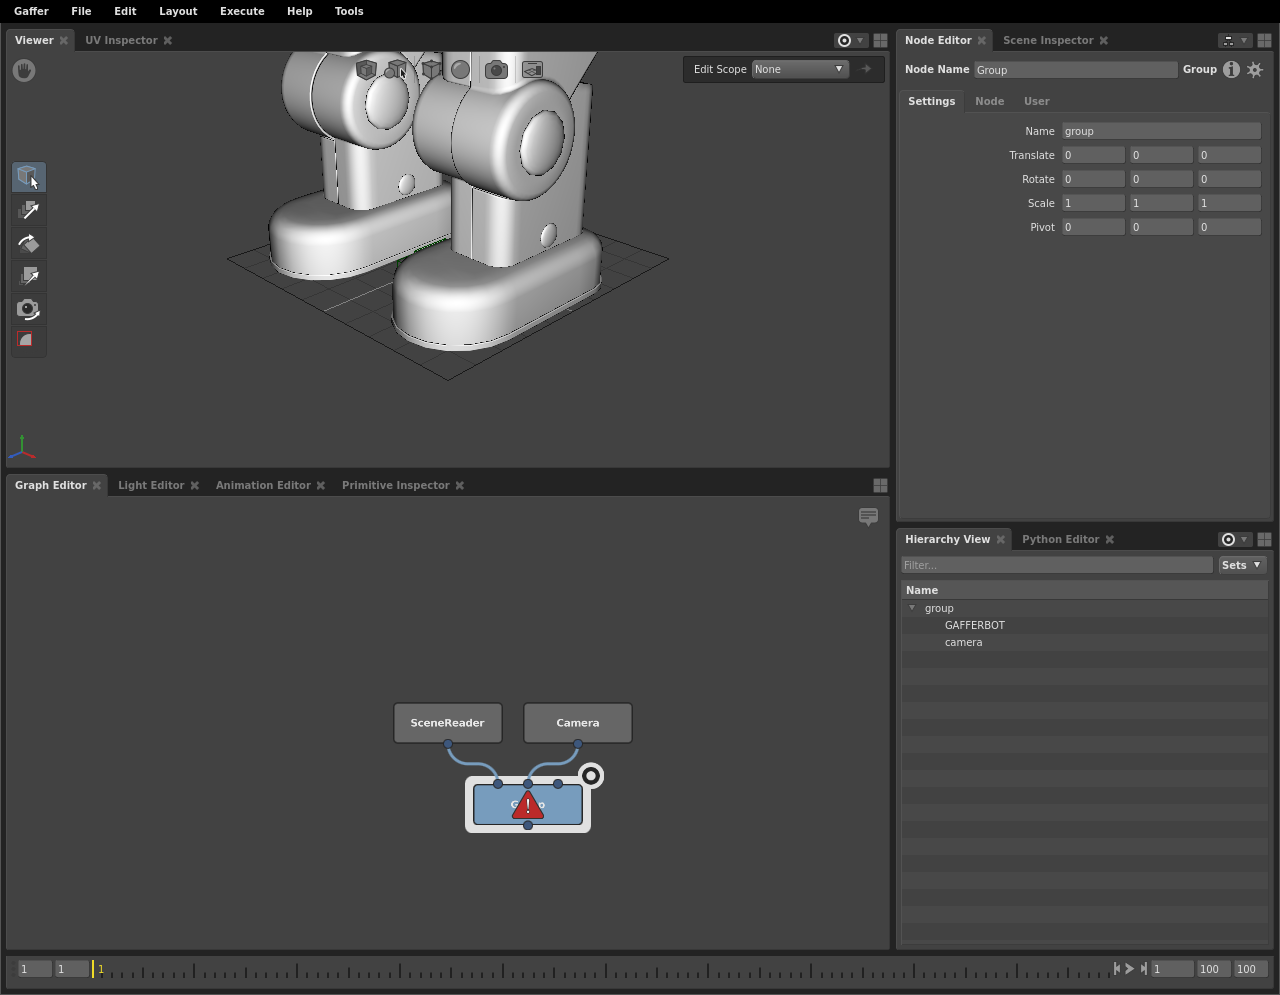 Gaffer File Edit Layout Execute Help Tools
Viewer UV Inspector
Edit Scope None
Node Editor Scene Inspector
Node Name Group Group
Settings Node User
Name group
Translate 0 0 0
Rotate 0 0 0
Scale 1 1 1
Pivot 0 0 0
Graph Editor Light Editor Animation Editor Primitive Inspector
SceneReader Camera
Hierarchy View Python Editor
Filter... Sets
Name
group
GAFFERBOT
camera
1 1 1 1 100 100